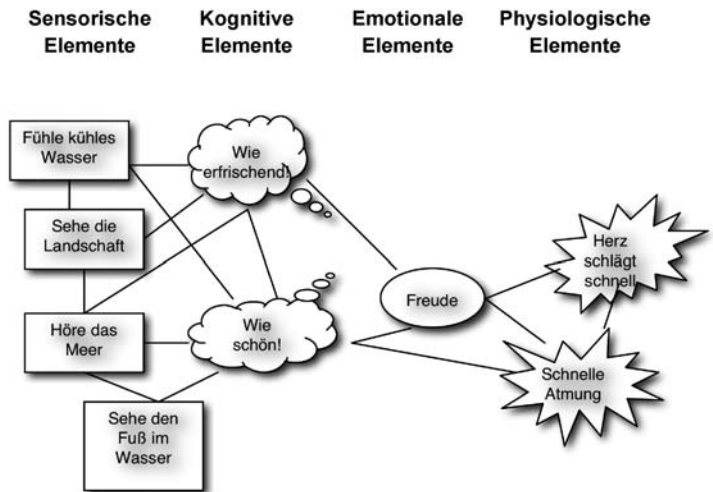 Sensorische
Elemente
Kognitive
Elemente
Emotionale
Elemente
Physiologische
Elemente
Fühle kühles
Wasser
Sehe die
Landschaft
Höre das
Meer
Sehe den
Fuß im
Wasser
Wie
erfrischend!
Wie
schön!
Freude
Herz
schlägt
schnell
Schnelle
Atmung